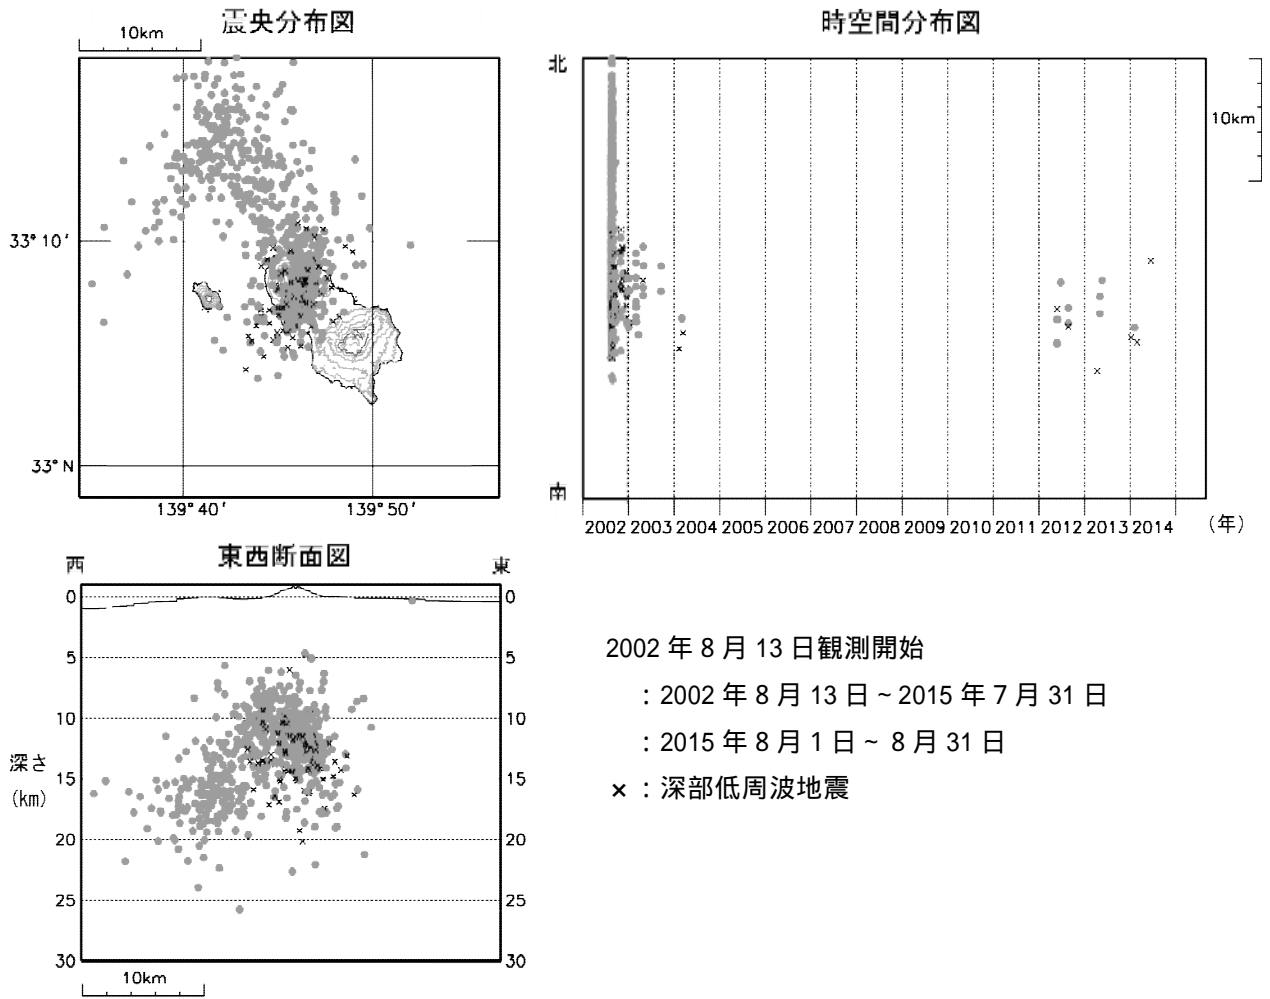 震央分布図
10km
33°10′
33°N
139°40′ 139°50′
時空間分布図
北
南
10km
2002 2003 2004 2005 2006 2007 2008 2009 2010 2011 2012 2013 2014 (年)
東西断面図
西 東
0 0
5 5
10 10
深さ
(km)
15 15
20 20
25 25
30 30
10km
2002 年 8 月 13 日観測開始
：2002 年 8 月 13 日～2015 年 7 月 31 日
：2015 年 8 月 1 日～ 8 月 31 日
×：深部低周波地震